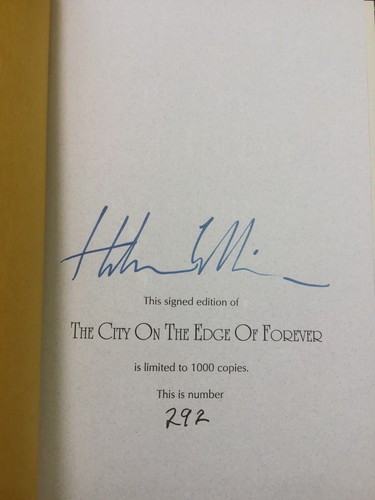 This signed edition of
THE CITY ON THE EDGE OF FOREVER
is limited to 1000 copies.
This is number
292